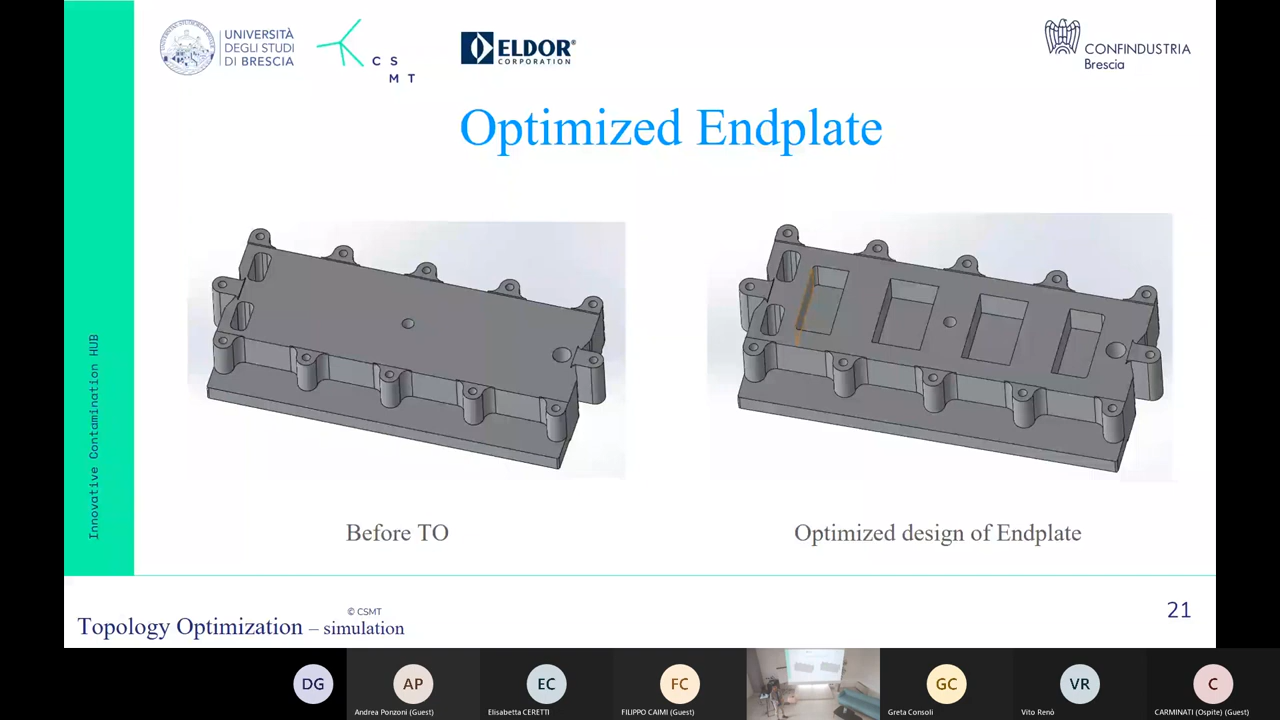 UNIVERSITÀ
DEGLI STUDI
DI BRESCIA
C S
M T
ELDOR®
CORPORATION
CONFINDUSTRIA
Brescia
Optimized Endplate
Innovative Contamination HUB
Before TO
Optimized design of Endplate
© CSMT
Topology Optimization – simulation
21
DG
AP
EC
FC
GC
VR
C
Andrea Ponzoni (Guest)
Elisabetta CERETTI
FILIPPO CAIMI (Guest)
Greta Consoli
Vito Renò
CARMINATI (Ospite) (Guest)